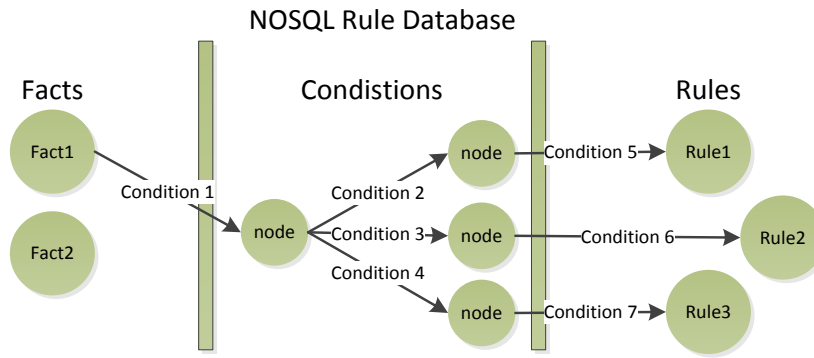 NOSQL Rule Database
Facts
Condistions
Rules
Fact1
node
Condition 5
Rule1
Condition 1
Condition 2
Fact2
node
Condition 3
node
Condition 6
Rule2
Condition 4
node
Condition 7
Rule3